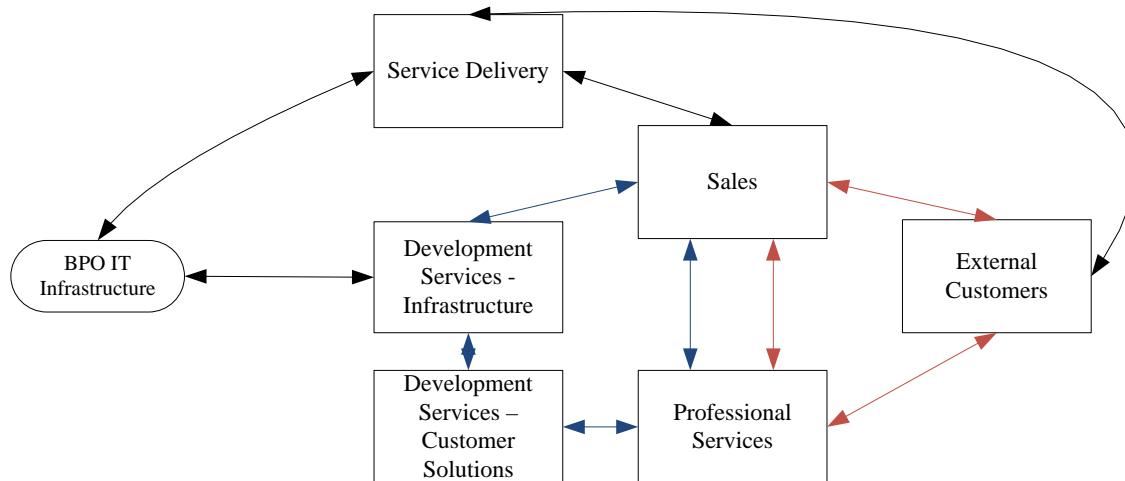 Service Delivery
Sales
BPO IT
Infrastructure
Development
Services -
Infrastructure
External
Customers
Development
Services –
Customer
Solutions
Professional
Services